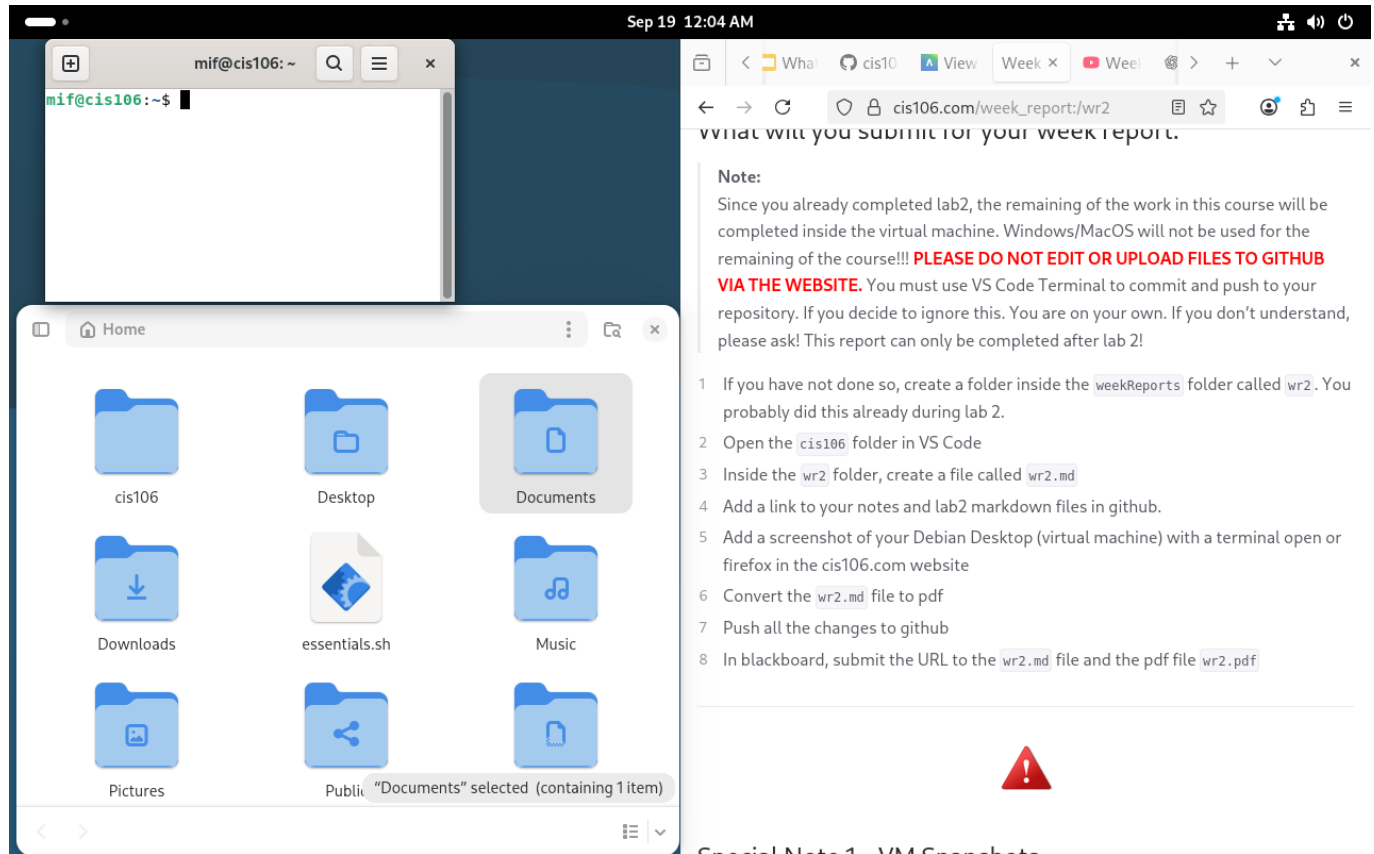 Sep 19 12:04 AM
mif@cis106: ~
mif@cis106:~$
Home
cis106
Desktop
Documents
Downloads
essentials.sh
Music
Pictures
Public
"Documents" selected (containing 1 item)
What
cis10
View
Week
Week
cis106.com/week_report:/wr2
What will you submit for your week report.
Note:
Since you already completed lab2, the remaining of the work in this course will be
completed inside the virtual machine. Windows/MacOS will not be used for the
remaining of the course!!! PLEASE DO NOT EDIT OR UPLOAD FILES TO GITHUB
VIA THE WEBSITE. You must use VS Code Terminal to commit and push to your
repository. If you decide to ignore this. You are on your own. If you don't understand,
please ask! This report can only be completed after lab 2!
1 If you have not done so, create a folder inside the weekReports folder called wr2. You
probably did this already during lab 2.
2 Open the cis106 folder in VS Code
3 Inside the wr2 folder, create a file called wr2.md
4 Add a link to your notes and lab2 markdown files in github.
5 Add a screenshot of your Debian Desktop (virtual machine) with a terminal open or
firefox in the cis106.com website
6 Convert the wr2.md file to pdf
7 Push all the changes to github
8 In blackboard, submit the URL to the wr2.md file and the pdf file wr2.pdf
Special Note 1 - VM Snapshots